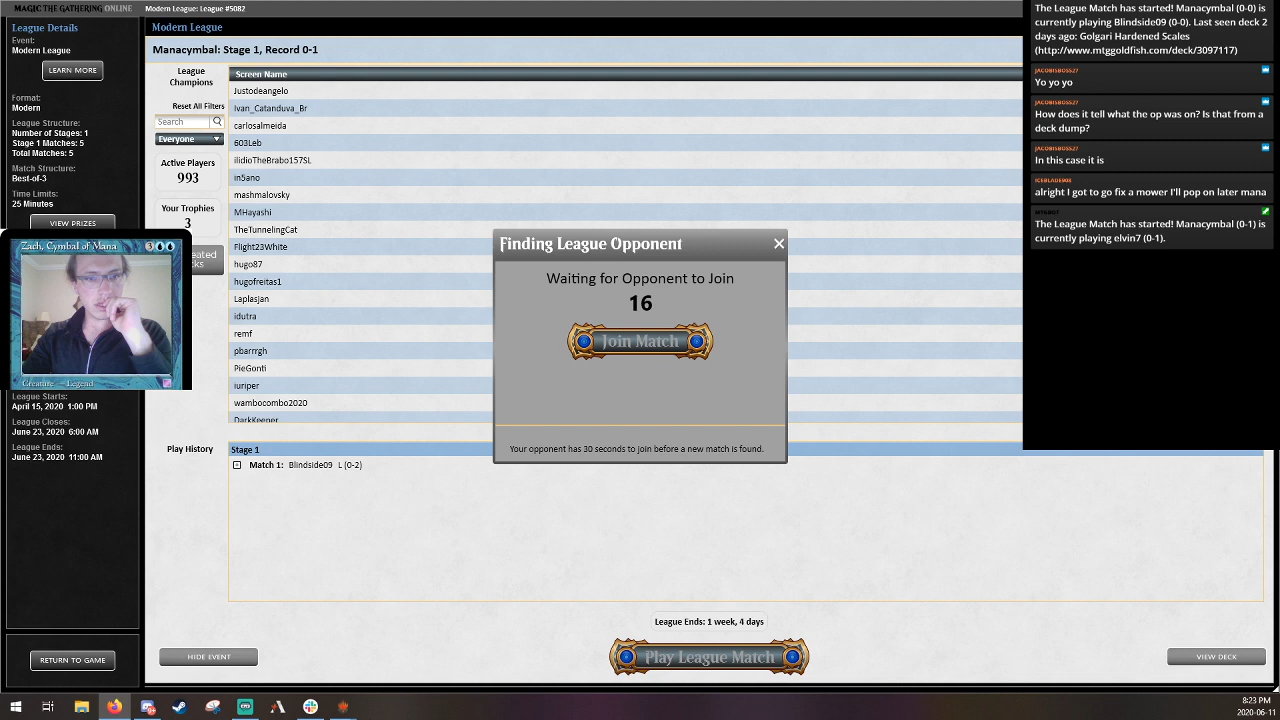 MAGIC THE GATHERING ONLINE
Modern League: League #5082
League Details
Event:
Modern League
LEARN MORE
Format:
Modern
League Structure:
Number of Stages: 1
Stage 1 Matches: 5
Total Matches: 5
Match Structure:
Best-of-3
Time Limits:
25 Minutes
VIEW PRIZES
Zach, Cymbal of Mana 3
Creature — Legend
League Starts:
April 15, 2020 1:00 PM
League Closes:
June 23, 2020 6:00 AM
League Ends:
June 23, 2020 11:00 AM
RETURN TO GAME
Modern League
Manacymbal: Stage 1, Record 0-1
League
Champions
Reset All Filters
Search
Everyone
Active Players
993
Your Trophies
3
Screen Name
Justodeangelo
Ivan_Catanduva_Br
carlosalmeida
603Leb
ilidioTheBrabo157SL
in5ano
mashmalovsky
MHayashi
TheTunnelingCat
Flight23White
hugo87
hugofreitas1
Laplasjan
idutra
remf
pbarrrgh
PieGonti
iuriper
wambocombo2020
DarkKeeper
Finding League Opponent
Waiting for Opponent to Join
16
Join Match
Your opponent has 30 seconds to join before a new match is found.
Play History
Stage 1
Match 1: Blindside09 L (0-2)
League Ends: 1 week, 4 days
HIDE EVENT
Play League Match
VIEW DECK
The League Match has started! Manacymbal (0-0) is
currently playing Blindside09 (0-0). Last seen deck 2
days ago: Golgari Hardened Scales
(http://www.mtggoldfish.com/deck/3097117)
JACOBISBOSS27
Yo yo yo
JACOBISBOSS27
How does it tell what the op was on? Is that from a
deck dump?
JACOBISBOSS27
In this case it is
ICEBLADE908
alright I got to go fix a mower I'll pop on later mana
The League Match has started! Manacymbal (0-1) is
currently playing elvin7 (0-1).
8:23 PM
2020-06-11